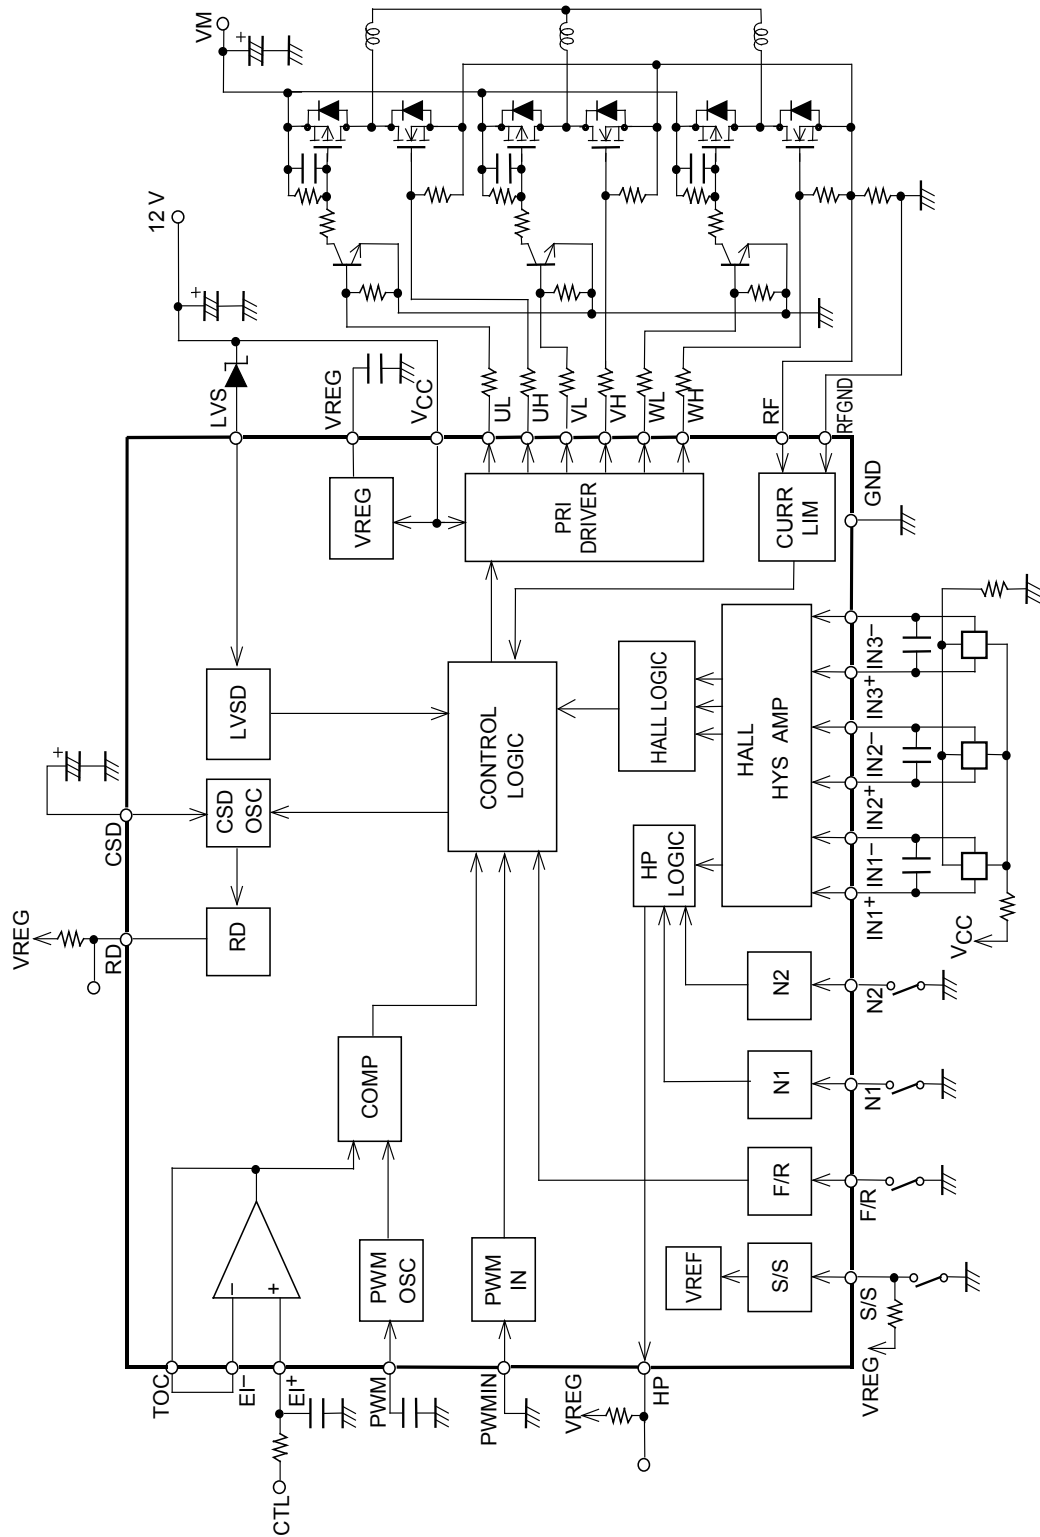 VM
12 V
LVS
VREG
VCC
UL
UH
VL
VH
WL
WH
RF
RFGND
VREG
PRI
DRIVER
CURR
LIM
GND
VREG
RD
CSD
LVSD
CSD
OSC
RD
CONTROL
LOGIC
HALL LOGIC
HP
LOGIC
HALL
HYS AMP
IN3−
IN3+
IN2−
IN2+
IN1−
IN1+
VCC
COMP
N2
N2
N1
N1
F/R
F/R
PWM
OSC
PWM
IN
VREF
S/S
S/S
VREG
TOC
EI−
EI+
PWM
PWMIN
VREG
HP
CTL
+
+
+
−
+